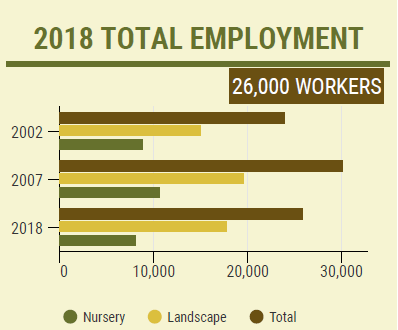 2018 TOTAL EMPLOYMENT
26,000 WORKERS
2002
2007
2018
0 10,000 20,000 30,000
Nursery Landscape Total